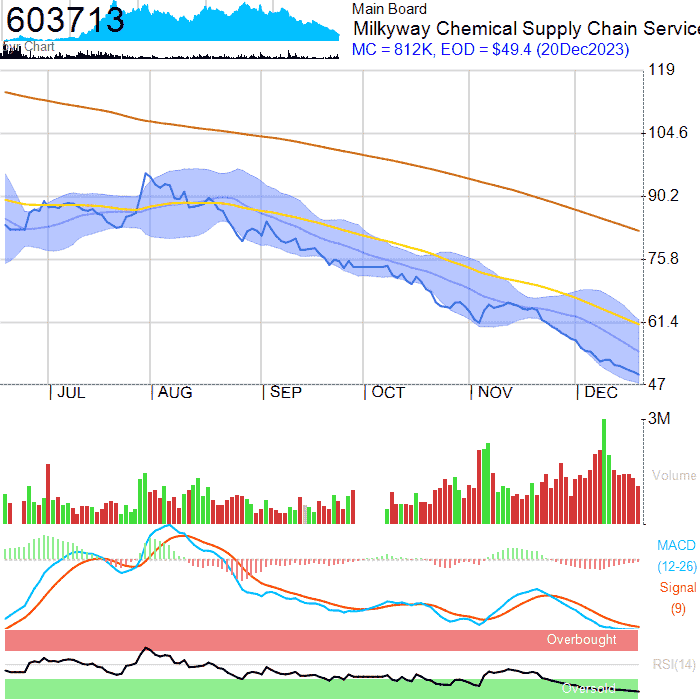 603713
5yr Chart
Main Board
Milkyway Chemical Supply Chain Service
MC = 812K, EOD = $49.4 (20Dec2023)
119
104.6
90.2
75.8
61.4
47
JUL
AUG
SEP
OCT
NOV
DEC
3M
Volume
MACD
(12-26)
Signal
(9)
Overbought
RSI(14)
Oversold